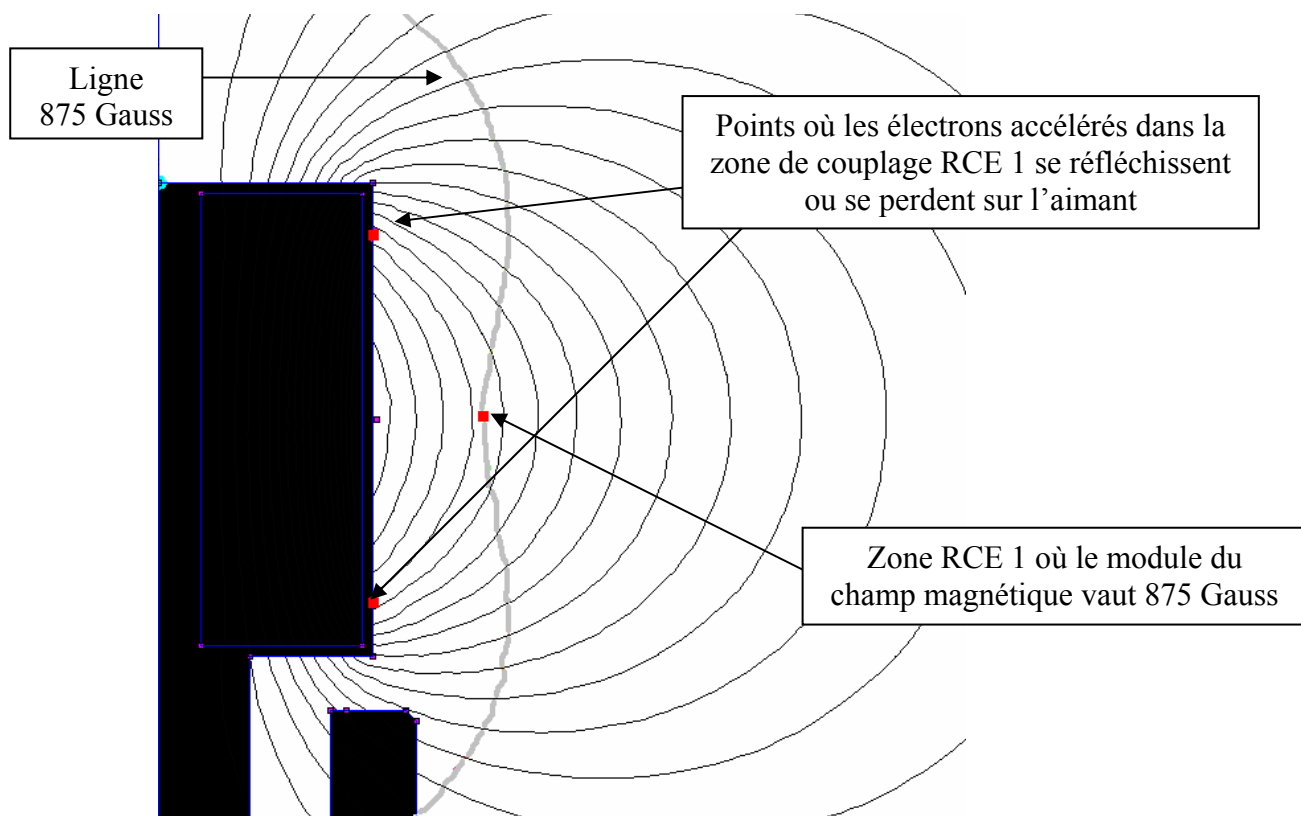 Ligne
875 Gauss
Points où les électrons accélérés dans la
zone de couplage RCE 1 se réfléchissent
ou se perdent sur l’aimant
Zone RCE 1 où le module du
champ magnétique vaut 875 Gauss